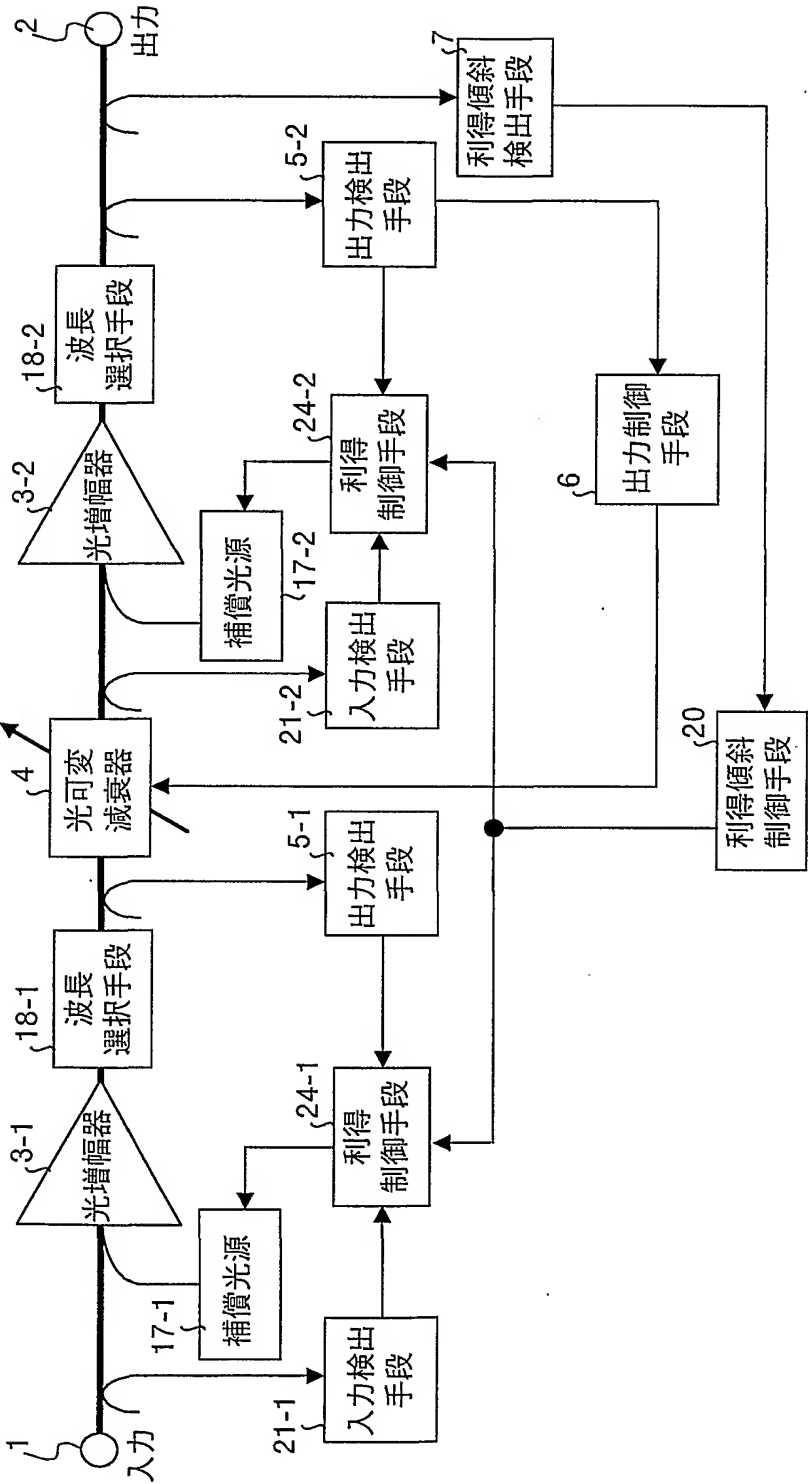 1
入力
21-1
入力検出
手段
17-1
補償光源
3-1
光増幅器
24-1
利得
制御手段
18-1
波長
選択手段
5-1
出力検出
手段
4
光可変
減衰器
21-2
入力検出
手段
17-2
補償光源
3-2
光増幅器
24-2
利得
制御手段
18-2
波長
選択手段
5-2
出力検出
手段
6
出力制御
手段
20
利得傾斜
制御手段
7
利得傾斜
検出手段
2
出力